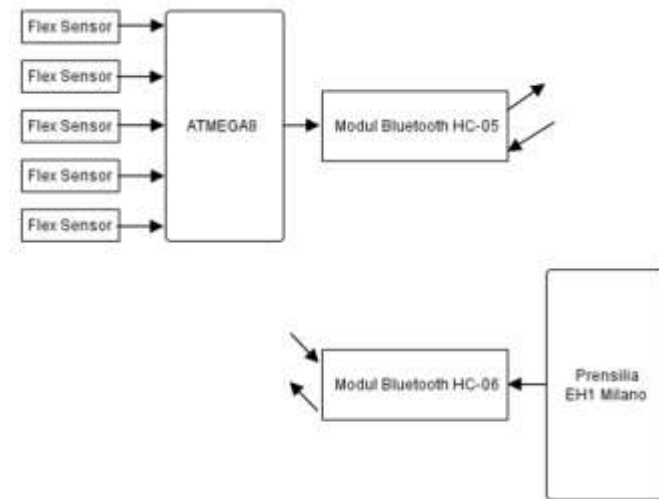 Flex Sensor
Flex Sensor
Flex Sensor
Flex Sensor
Flex Sensor
ATMEGA8
Modul Bluetooth HC-05
Modul Bluetooth HC-06
Prensilia
EH1 Milano